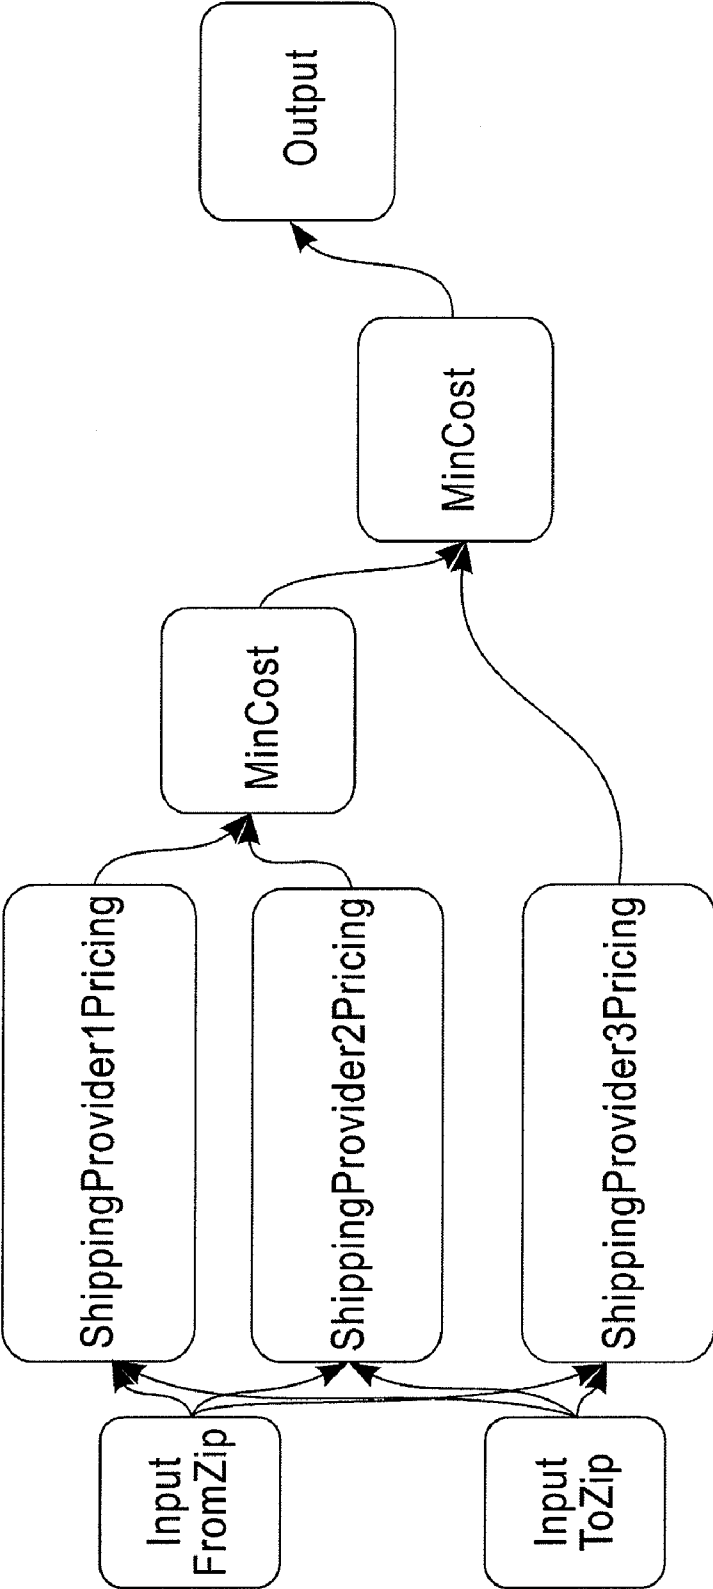 Input
FromZip
Input
ToZip
ShippingProvider1Pricing
ShippingProvider2Pricing
ShippingProvider3Pricing
MinCost
MinCost
Output